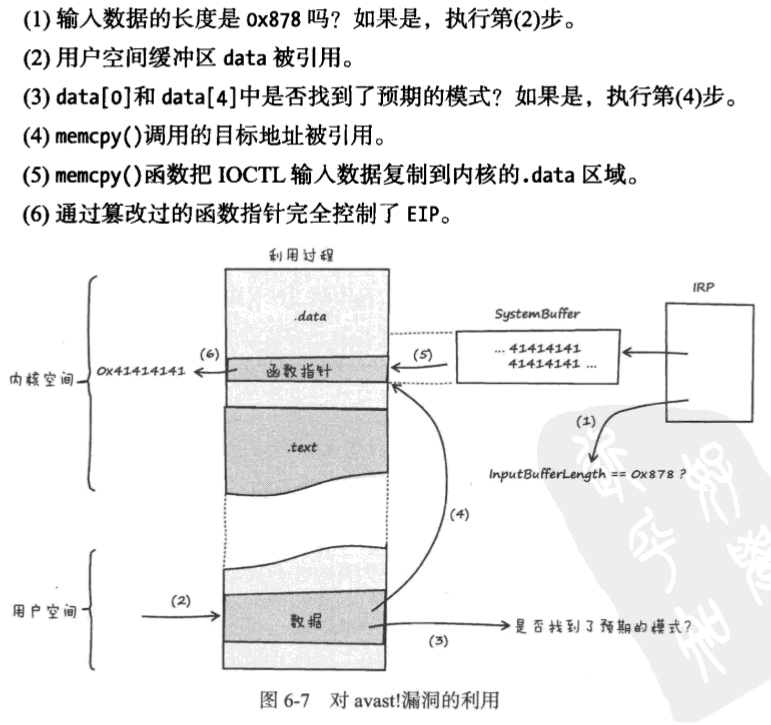 (1) 输入数据的长度是 0x878 吗？如果是，执行第(2)步。
(2) 用户空间缓冲区 data 被引用。
(3) data[0]和 data[4]中是否找到了预期的模式？如果是，执行第(4)步。
(4) memcpy()调用的目标地址被引用。
(5) memcpy()函数把 IOCTL 输入数据复制到内核的.data 区域。
(6) 通过篡改过的函数指针完全控制了 EIP。
利用过程
IRP
.data
SystemBuffer
... 41414141
41414141 ...
(6)
(5)
0x41414141
函数指针
内核空间
(1)
.text
InputBufferLength == 0x878 ?
(4)
(2)
用户空间
数据
(3)
是否找到了预期的模式?
图 6-7 对 avast!漏洞的利用